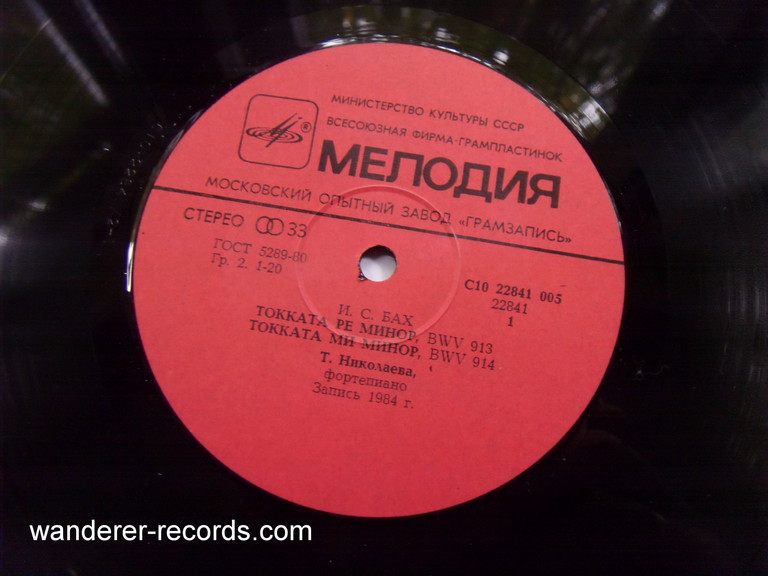 МИНИСТЕРСТВО КУЛЬТУРЫ СССР
ВСЕСОЮЗНАЯ ФИРМА·ГРАМПЛАСТИНОК
®
МЕЛОДИЯ
МОСКОВСКИЙ ОПЫТНЫЙ ЗАВОД «ГРАМЗАПИСЬ»
СТЕРЕО 33
ГОСТ 5289-80
Гр. 2. 1-20
С10 22841 005
22841
1
И. С. БАХ
ТОККАТА РЕ МИНОР, BWV 913
ТОККАТА МИ МИНОР, BWV 914
Т. Николаева,
фортепиано
Запись 1984 г.
wanderer-records.com